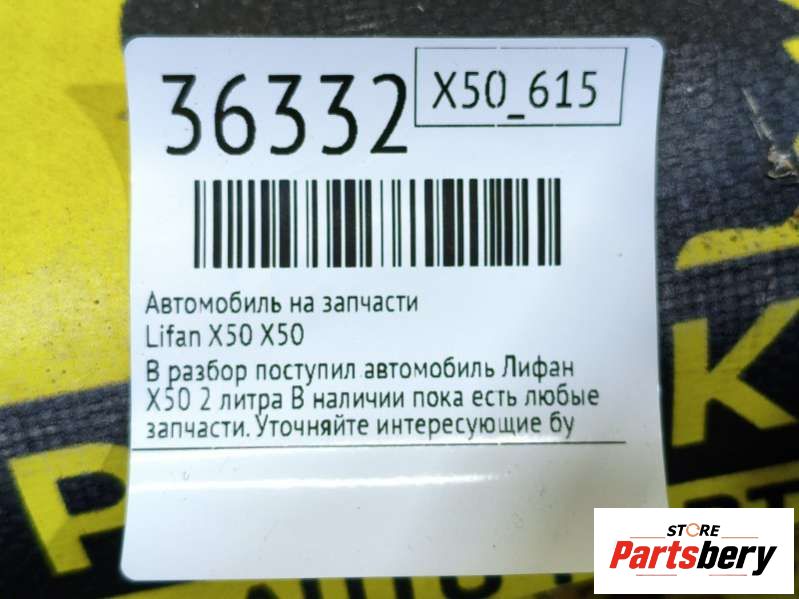 36332
X50_615
Автомобиль на запчасти
Lifan X50 X50
В разбор поступил автомобиль Лифан
X50 2 литра В наличии пока есть любые
запчасти. Уточняйте интересующие бу
STORE
Partsbery